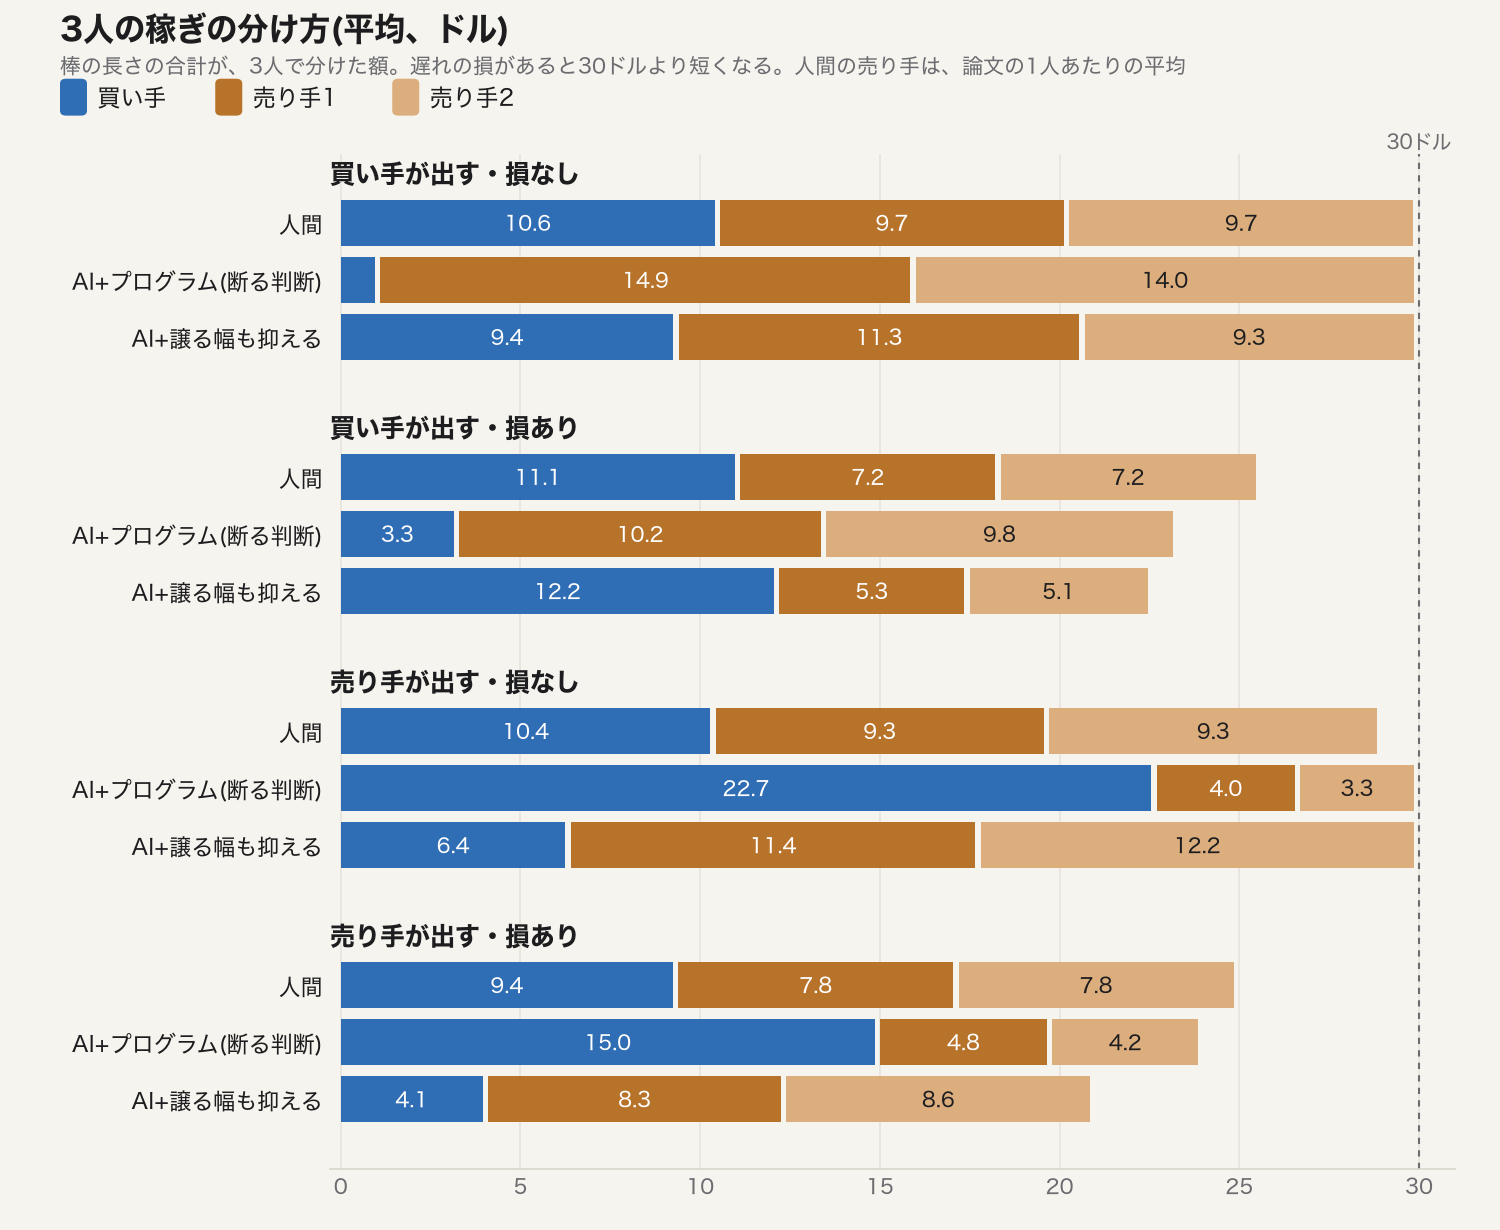 3人の稼ぎの分け方(平均、ドル)
棒の長さの合計が、3人で分けた額。遅れの損があると30ドルより短くなる。人間の売り手は、論文の1人あたりの平均
買い手 売り手1 売り手2
30ドル
買い手が出す・損なし
人間 10.6 9.7 9.7
AI+プログラム(断る判断) 14.9 14.0
AI+譲る幅も抑える 9.4 11.3 9.3
買い手が出す・損あり
人間 11.1 7.2 7.2
AI+プログラム(断る判断) 3.3 10.2 9.8
AI+譲る幅も抑える 12.2 5.3 5.1
売り手が出す・損なし
人間 10.4 9.3 9.3
AI+プログラム(断る判断) 22.7 4.0 3.3
AI+譲る幅も抑える 6.4 11.4 12.2
売り手が出す・損あり
人間 9.4 7.8 7.8
AI+プログラム(断る判断) 15.0 4.8 4.2
AI+譲る幅も抑える 4.1 8.3 8.6
0 5 10 15 20 25 30